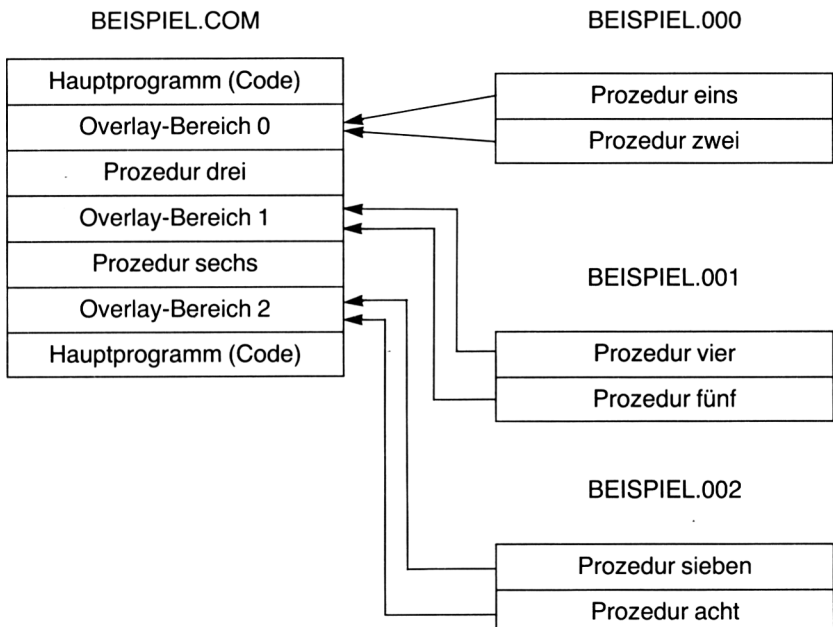 BEISPIEL.COM
Hauptprogramm (Code)
Overlay-Bereich 0
Prozedur drei
Overlay-Bereich 1
Prozedur sechs
Overlay-Bereich 2
Hauptprogramm (Code)
BEISPIEL.000
Prozedur eins
Prozedur zwei
BEISPIEL.001
Prozedur vier
Prozedur fünf
BEISPIEL.002
Prozedur sieben
Prozedur acht